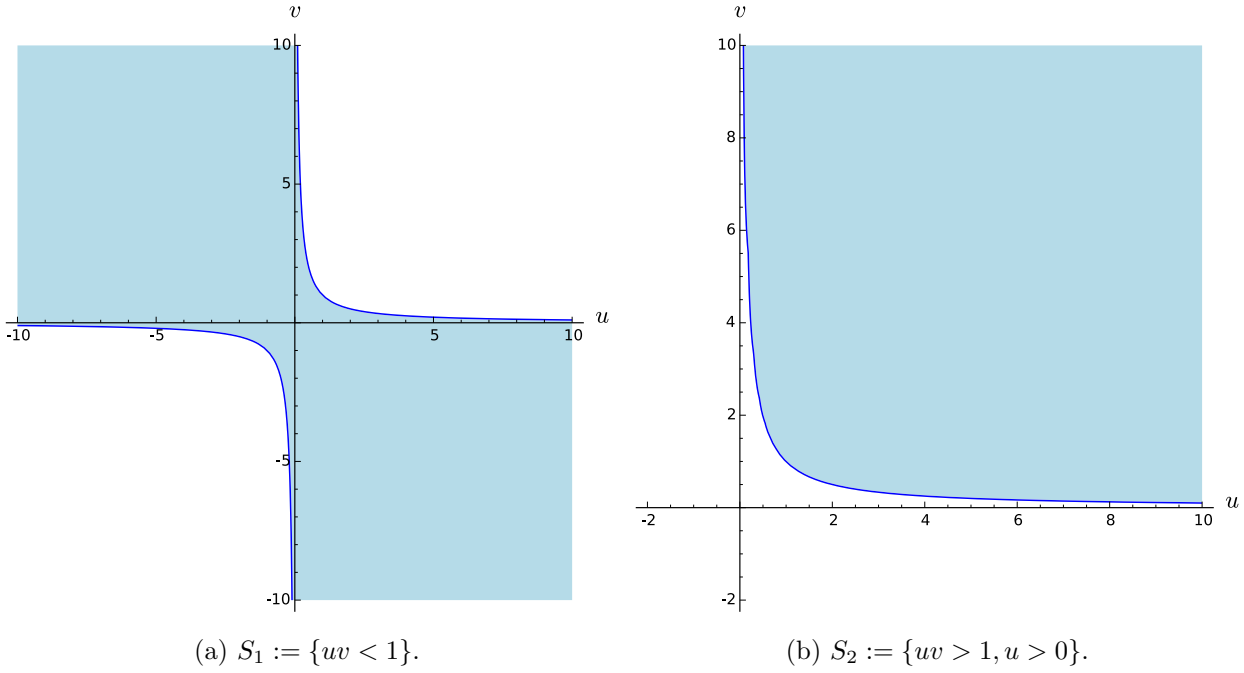 v
10
5
-10 -5 5 10 u
-5
-10
(a) S₁ := {uv < 1}.
v
10
8
6
4
2
-2 2 4 6 8 10 u
-2
(b) S₂ := {uv > 1, u > 0}.